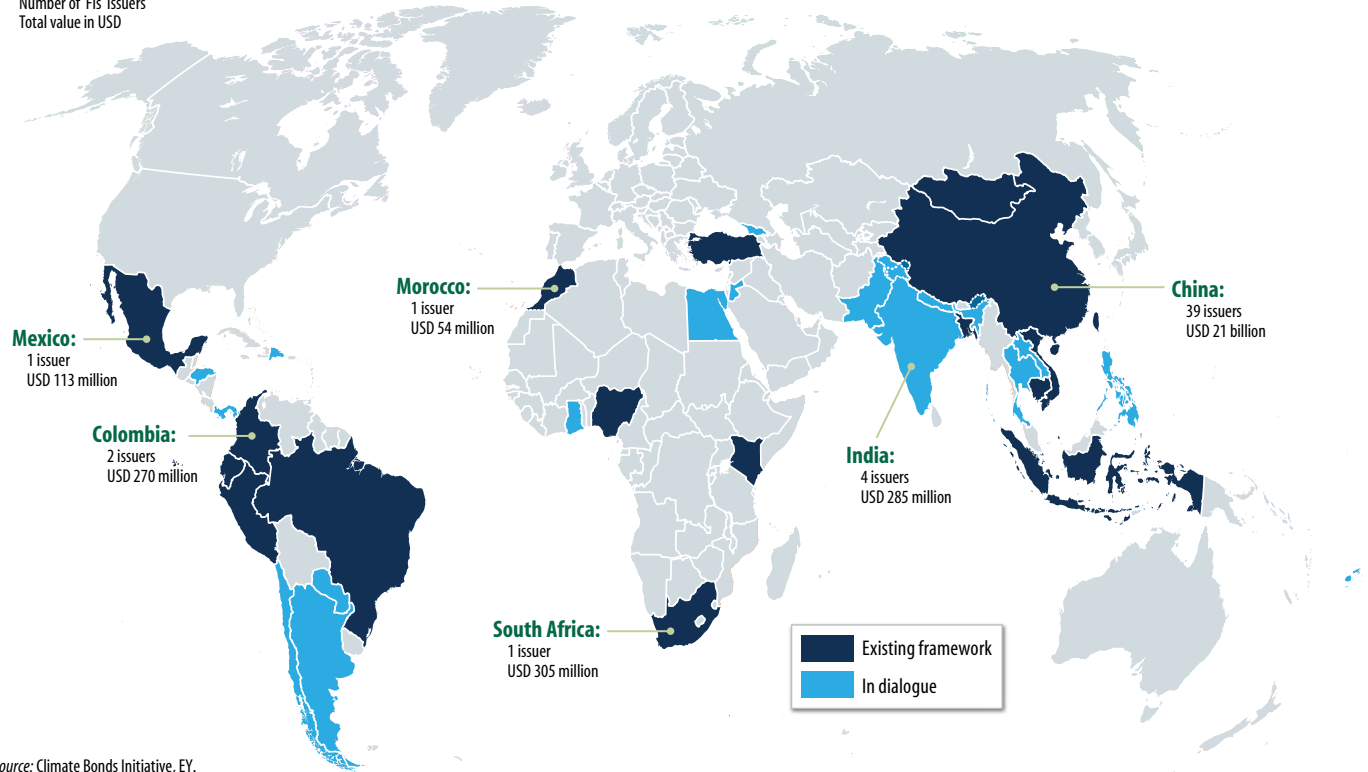 Number of 'FIs' Issuers
Total value in USD
Morocco:
1 issuer
USD 54 million
China:
39 issuers
USD 21 billion
Mexico:
1 issuer
USD 113 million
Colombia:
2 issuers
USD 270 million
India:
4 issuers
USD 285 million
South Africa:
1 issuer
USD 305 million
Existing framework
In dialogue
ource: Climate Bonds Initiative, EY.